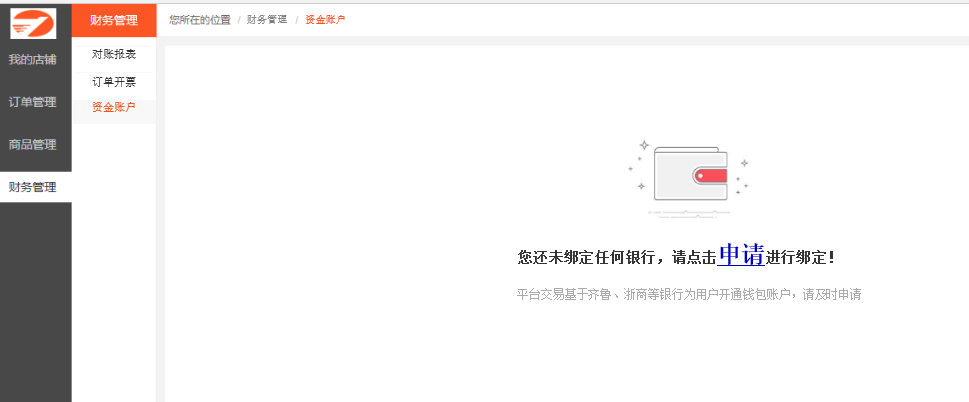 财务管理
您所在的位置 / 财务管理 / 资金账户
我的店铺
订单管理
商品管理
财务管理
对账报表
订单开票
资金账户
您还未绑定任何银行，请点击申请进行绑定！
平台交易基于齐鲁、浙商等银行为用户开通钱包账户，请及时申请